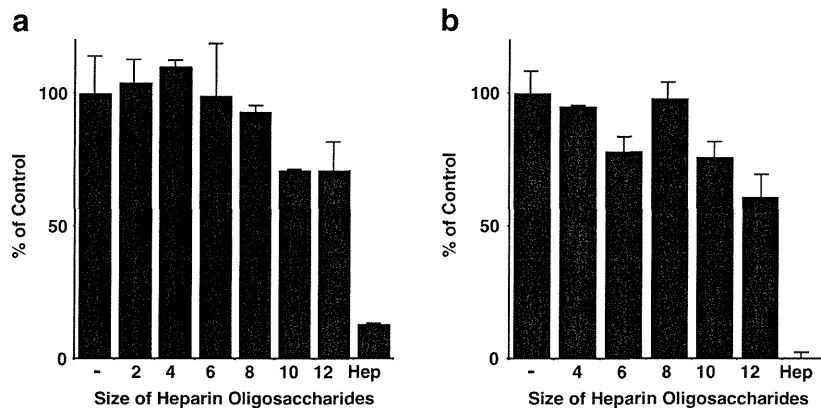 a
% of Control
100
50
0
- 2 4 6 8 10 12 Hep
Size of Heparin Oligosaccharides
b
% of Control
100
50
0
- 4 6 8 10 12 Hep
Size of Heparin Oligosaccharides